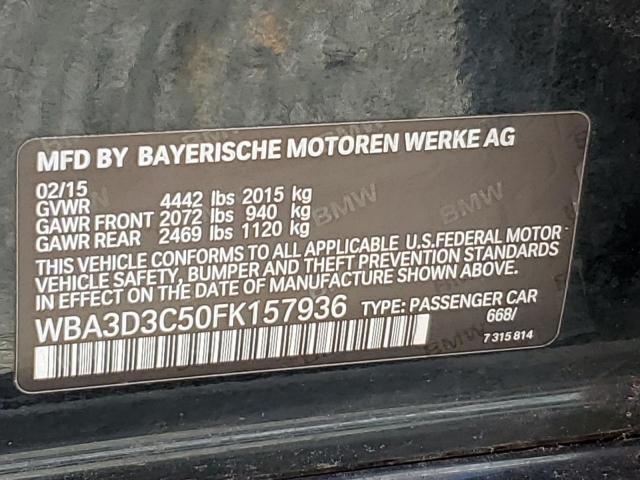 MFD BY BAYERISCHE MOTOREN WERKE AG
02/15
GVWR 4442 lbs 2015 kg
GAWR FRONT 2072 lbs 940 kg
GAWR REAR 2469 lbs 1120 kg
THIS VEHICLE CONFORMS TO ALL APPLICABLE U.S.FEDERAL MOTOR
VEHICLE SAFETY, BUMPER AND THEFT PREVENTION STANDARDS
IN EFFECT ON THE DATE OF MANUFACTURE SHOWN ABOVE.
WBA3D3C50FK157936 TYPE: PASSENGER CAR
668/
7 315 814